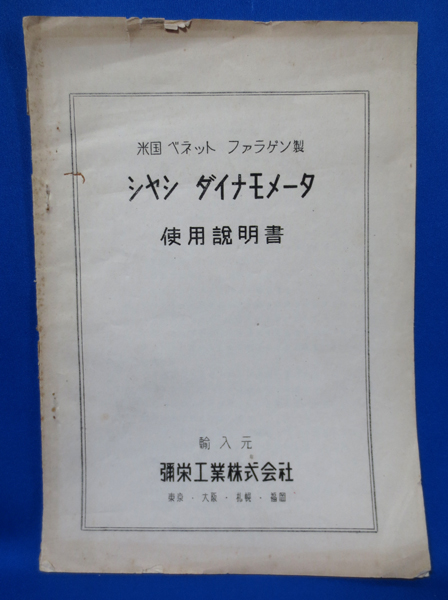 米国 ベネット ファラゲン製
シヤシ ダイナモメータ
使用説明書
輸入元
彌栄工業株式会社
東京・大阪・札幌・福岡